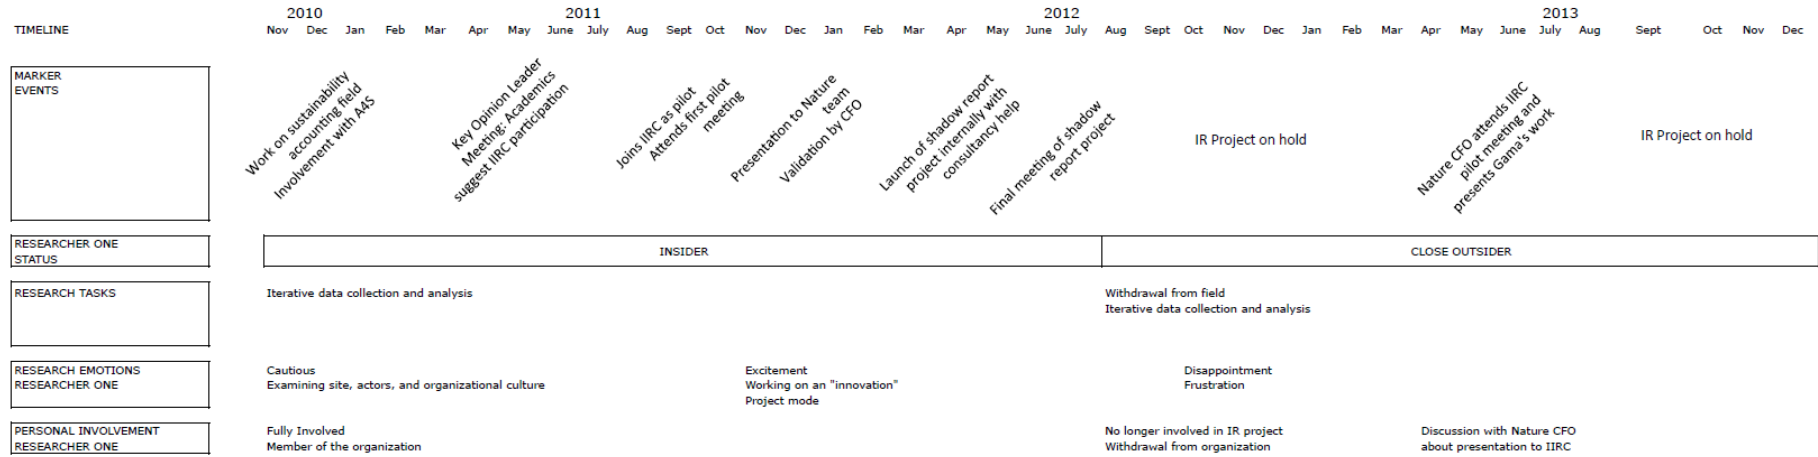 2010 2011 2012 2013
TIMELINE Nov Dec Jan Feb Mar Apr May June July Aug Sept Oct Nov Dec Jan Feb Mar Apr May June July Aug Sept Oct Nov Dec Jan Feb Mar Apr May June July Aug Sept Oct Nov Dec
MARKER
EVENTS
Work on sustainability
accounting field
Involvement with A4S
Key Opinion Leader
Meeting: Academics
suggest IIRC participation
Joins IIRC as pilot
Attends first pilot
meeting
Presentation to Nature
team
Validation by CFO
Launch of shadow report
project internally with
consultancy help
Final meeting of shadow
report project
IR Project on hold
Nature CFO attends IIRC
pilot meeting and
presents Gama's work
IR Project on hold
RESEARCHER ONE
STATUS
INSIDER
CLOSE OUTSIDER
RESEARCH TASKS
Iterative data collection and analysis
Withdrawal from field
Iterative data collection and analysis
RESEARCH EMOTIONS
RESEARCHER ONE
Cautious
Examining site, actors, and organizational culture
Excitement
Working on an "innovation"
Project mode
Disappointment
Frustration
PERSONAL INVOLVEMENT
RESEARCHER ONE
Fully Involved
Member of the organization
No longer involved in IR project
Withdrawal from organization
Discussion with Nature CFO
about presentation to IIRC